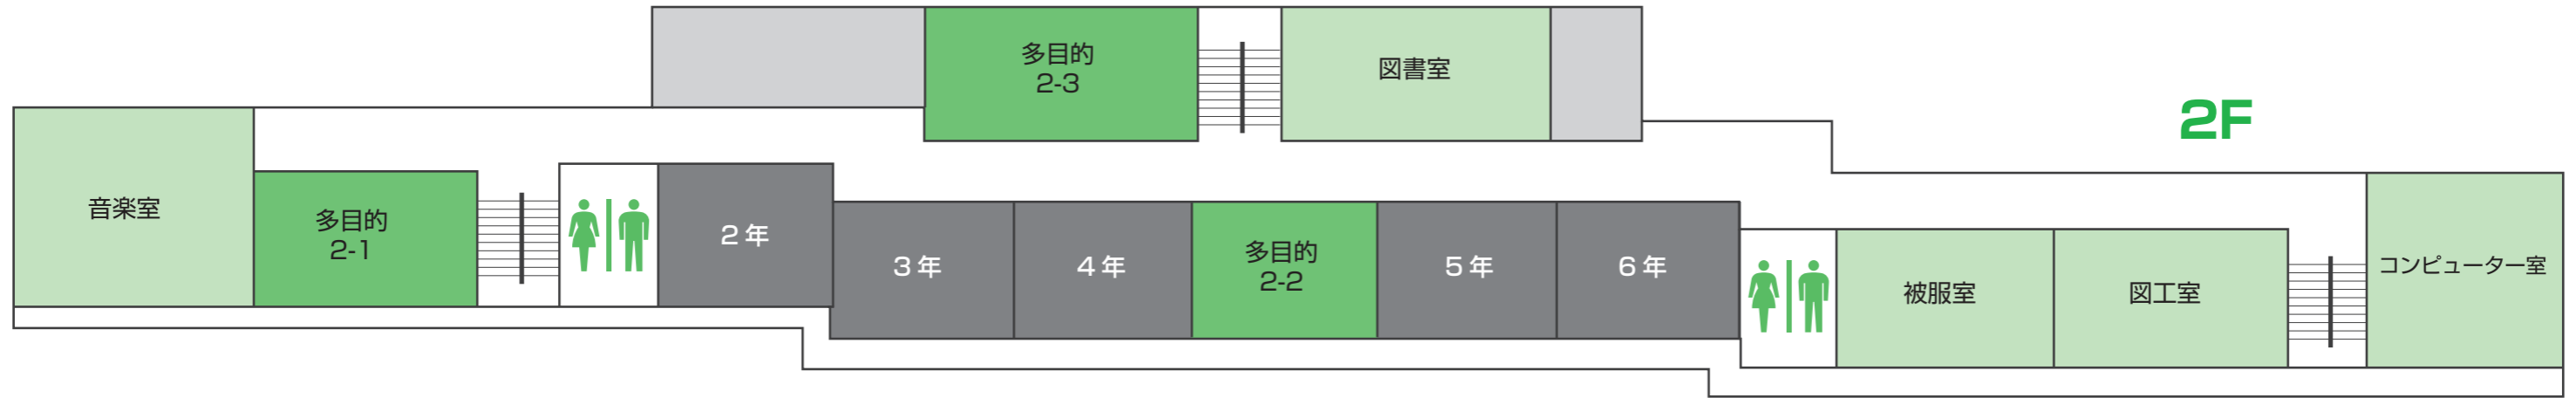 多目的
2-3
図書室
2F
音楽室
多目的
2-1
2年
3年
4年
多目的
2-2
5年
6年
被服室
図工室
コンピューター室